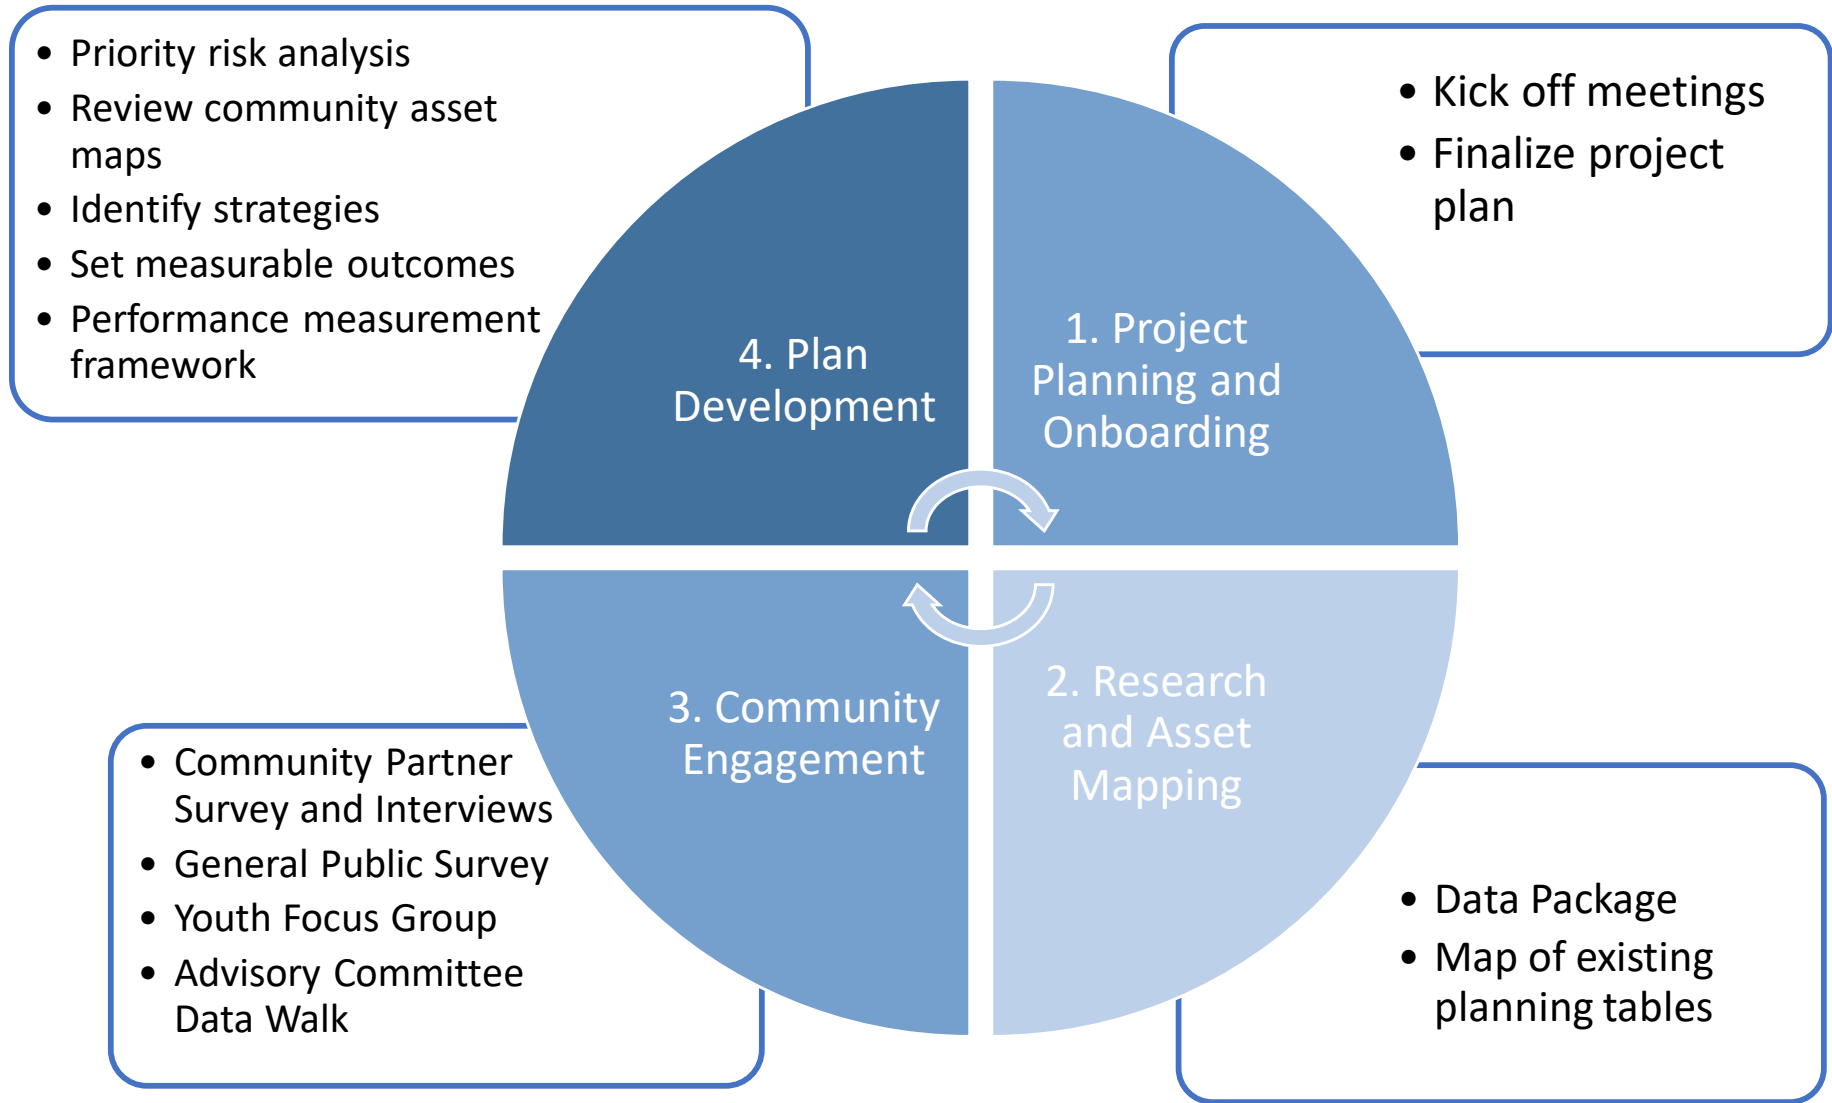 • Priority risk analysis
• Review community asset
maps
• Identify strategies
• Set measurable outcomes
• Performance measurement
framework
• Kick off meetings
• Finalize project
plan
4. Plan
Development
1. Project
Planning and
Onboarding
3. Community
Engagement
2. Research
and Asset
Mapping
• Community Partner
Survey and Interviews
• General Public Survey
• Youth Focus Group
• Advisory Committee
Data Walk
• Data Package
• Map of existing
planning tables